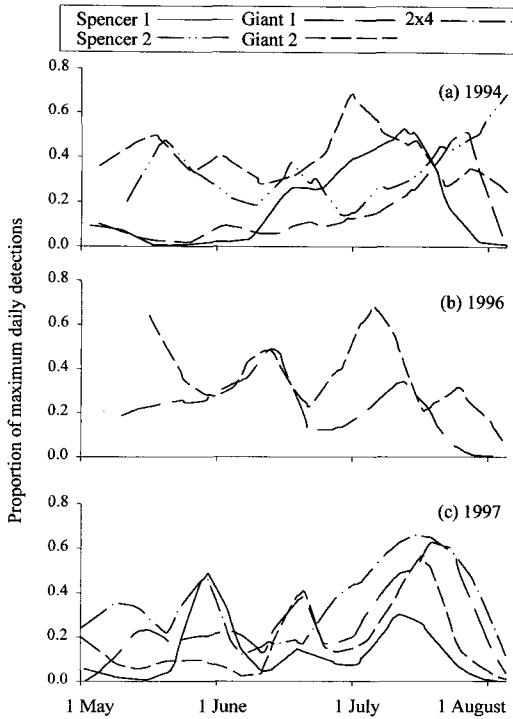 Spencer 1 Giant 1 2x4
Spencer 2 Giant 2
Proportion of maximum daily detections
(a) 1994
0.8
0.6
0.4
0.2
0.0
(b) 1996
0.8
0.6
0.4
0.2
0.0
(c) 1997
0.8
0.6
0.4
0.2
0.0
1 May 1 June 1 July 1 August